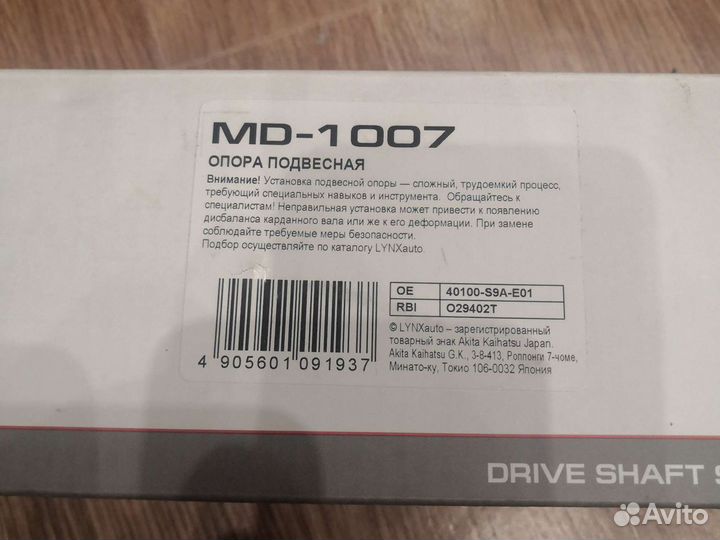 MD-1007
ОПОРА ПОДВЕСНАЯ
Внимание! Установка подвесной опоры — сложный, трудоемкий процесс,
требующий специальных навыков и инструмента. Обращайтесь к
специалистам! Неправильная установка может привести к появлению
дисбаланса карданного вала или же к его деформации. При замене
соблюдайте требуемые меры безопасности.
Подбор осуществляйте по каталогу LYNXauto.
OE 40100-S9A-E01
RBI O29402T
© LYNXauto – зарегистрированный
товарный знак Akita Kaihatsu Japan.
Akita Kaihatsu G.K., 3-8-413, Роппонги 7-чоме,
Минато-ку, Токио 106-0032 Япония
4 905601 091937
DRIVE SHAFT
Avito